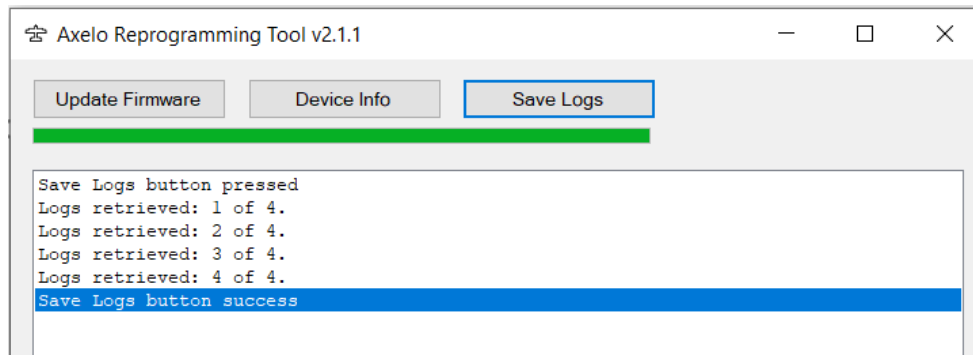 Axelo Reprogramming Tool v2.1.1
Update Firmware Device Info Save Logs
Save Logs button pressed
Logs retrieved: 1 of 4.
Logs retrieved: 2 of 4.
Logs retrieved: 3 of 4.
Logs retrieved: 4 of 4.
Save Logs button success